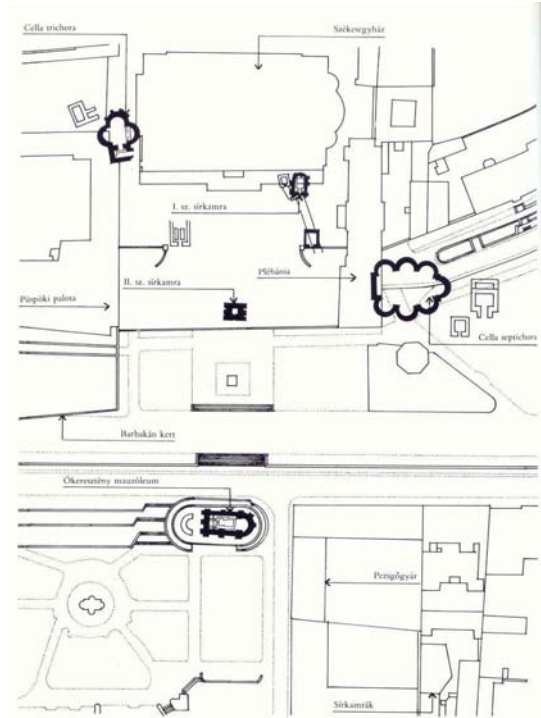 Cella trichora
Székesegyház
I. sz. sírkamra
Plébánia
II. sz. sírkamra
Püspöki palota
Cella septichora
Barbakán kert
Ókeresztény mauzóleum
Pezsgőgyár
Sírkamrák